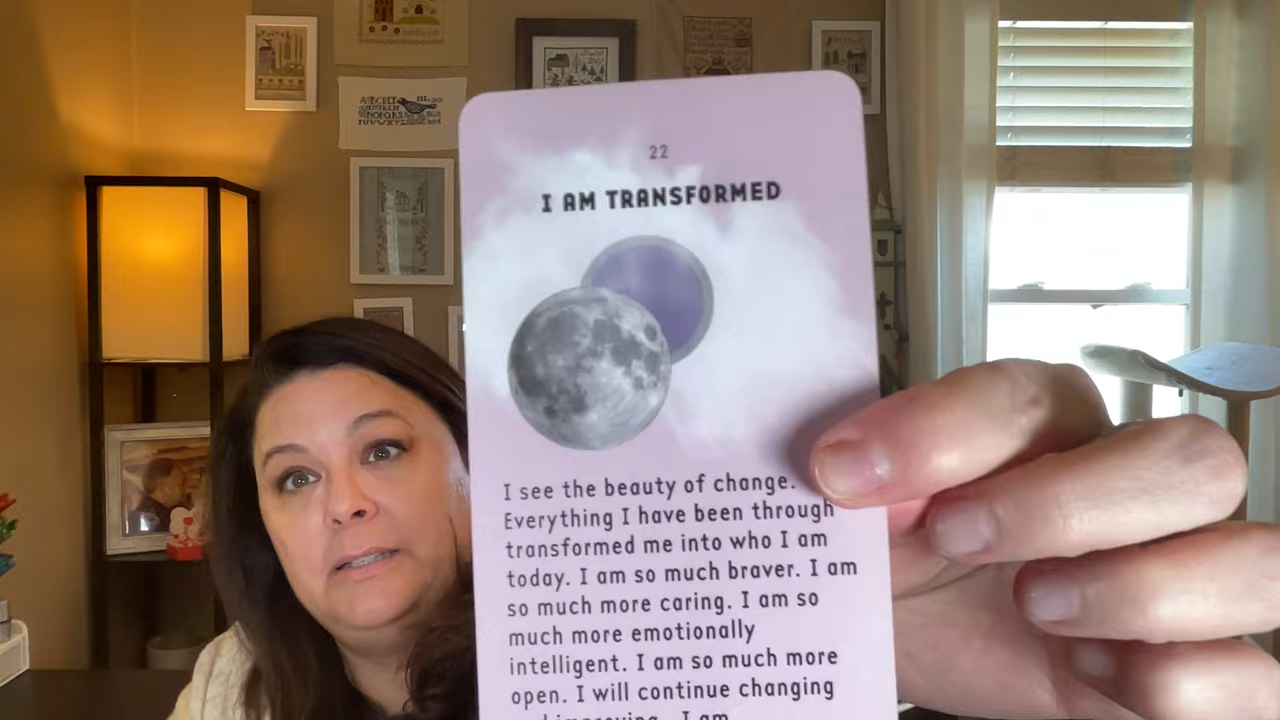 22
I AM TRANSFORMED
I see the beauty of change.
Everything I have been through
transformed me into who I am
today. I am so much braver. I am
so much more caring. I am so
much more emotionally
intelligent. I am so much more
open. I will continue changing
improving. I am